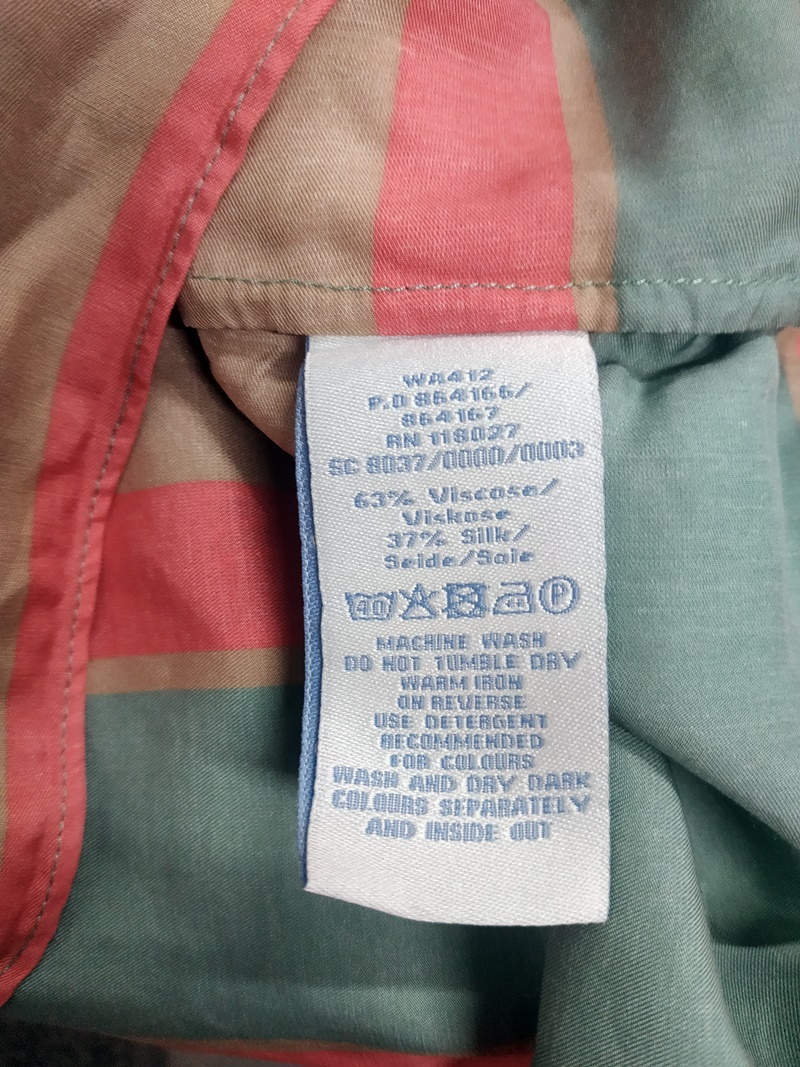 WA412
P.O 864166/
864167
RN 118027
SC 8037/0000/0003
63% Viscose/
Viskose
37% Silk/
Seide/Soie
40 P
MACHINE WASH
DO NOT TUMBLE DRY
WARM IRON
ON REVERSE
USE DETERGENT
RECOMMENDED
FOR COLOURS
WASH AND DRY DARK
COLOURS SEPARATELY
AND INSIDE OUT